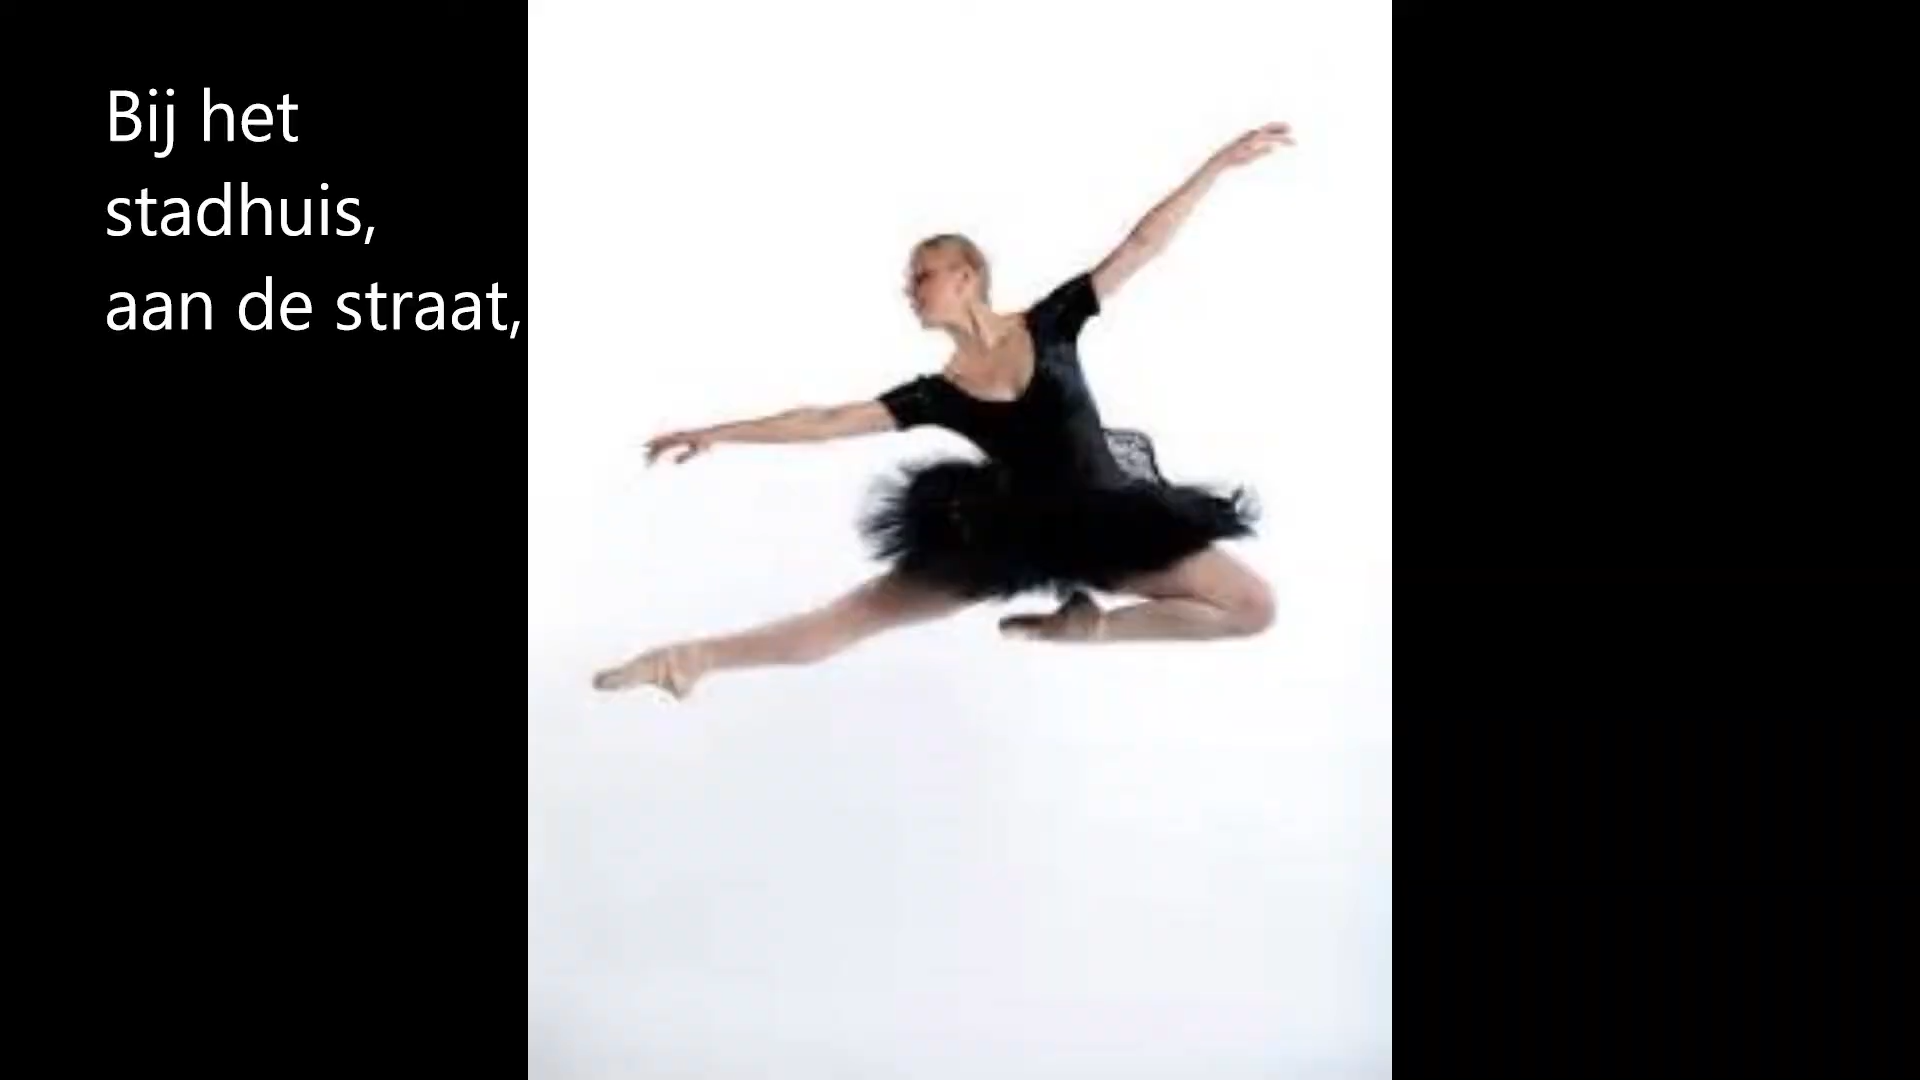 Bij het
stadhuis,
aan de straat,